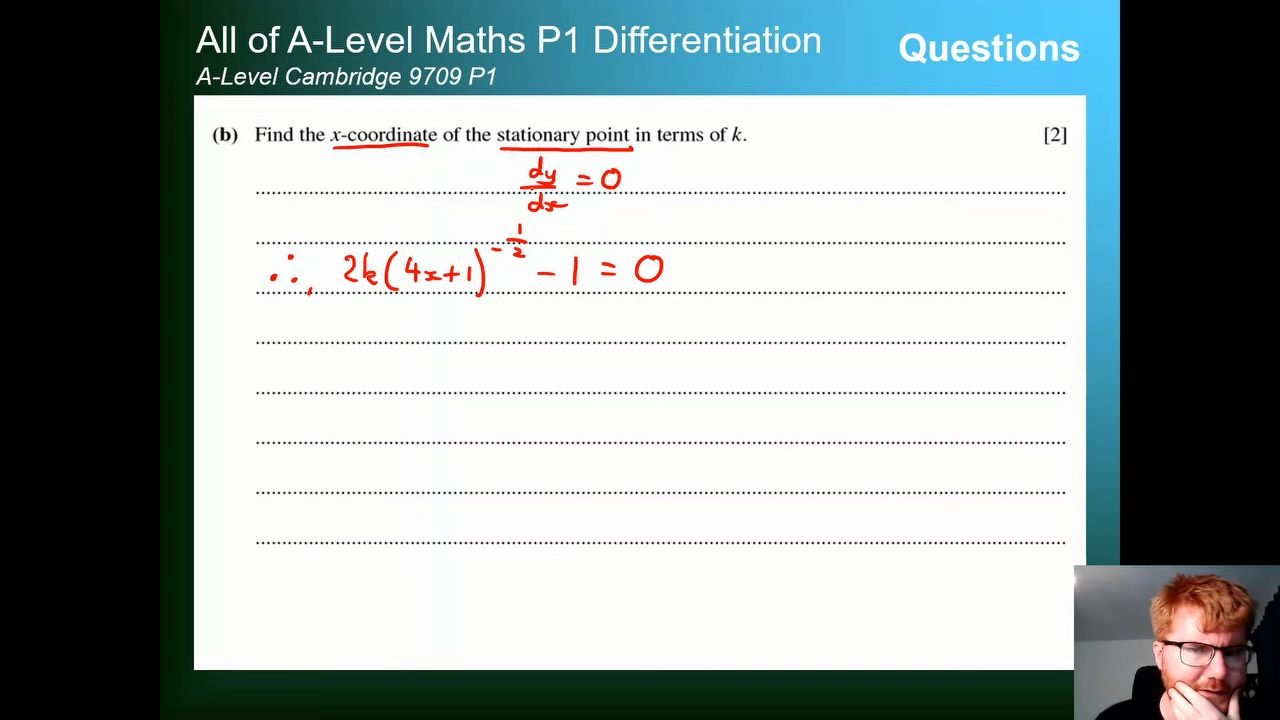 All of A-Level Maths P1 Differentiation
Questions
A-Level Cambridge 9709 P1
(b) Find the x-coordinate of the stationary point in terms of k. [2]
dy/dx = 0
∴, 2k(4x+1)^(-1/2) - 1 = 0